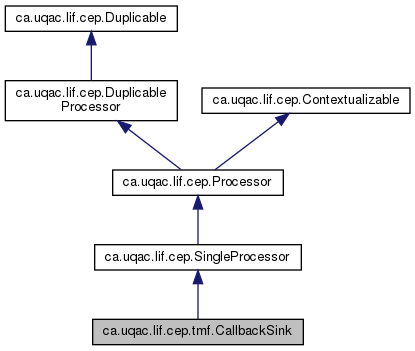 ca.uqac.lif.cep.Duplicable
ca.uqac.lif.cep.Duplicable
Processor
ca.uqac.lif.cep.Contextualizable
ca.uqac.lif.cep.Processor
ca.uqac.lif.cep.SingleProcessor
ca.uqac.lif.cep.tmf.CallbackSink